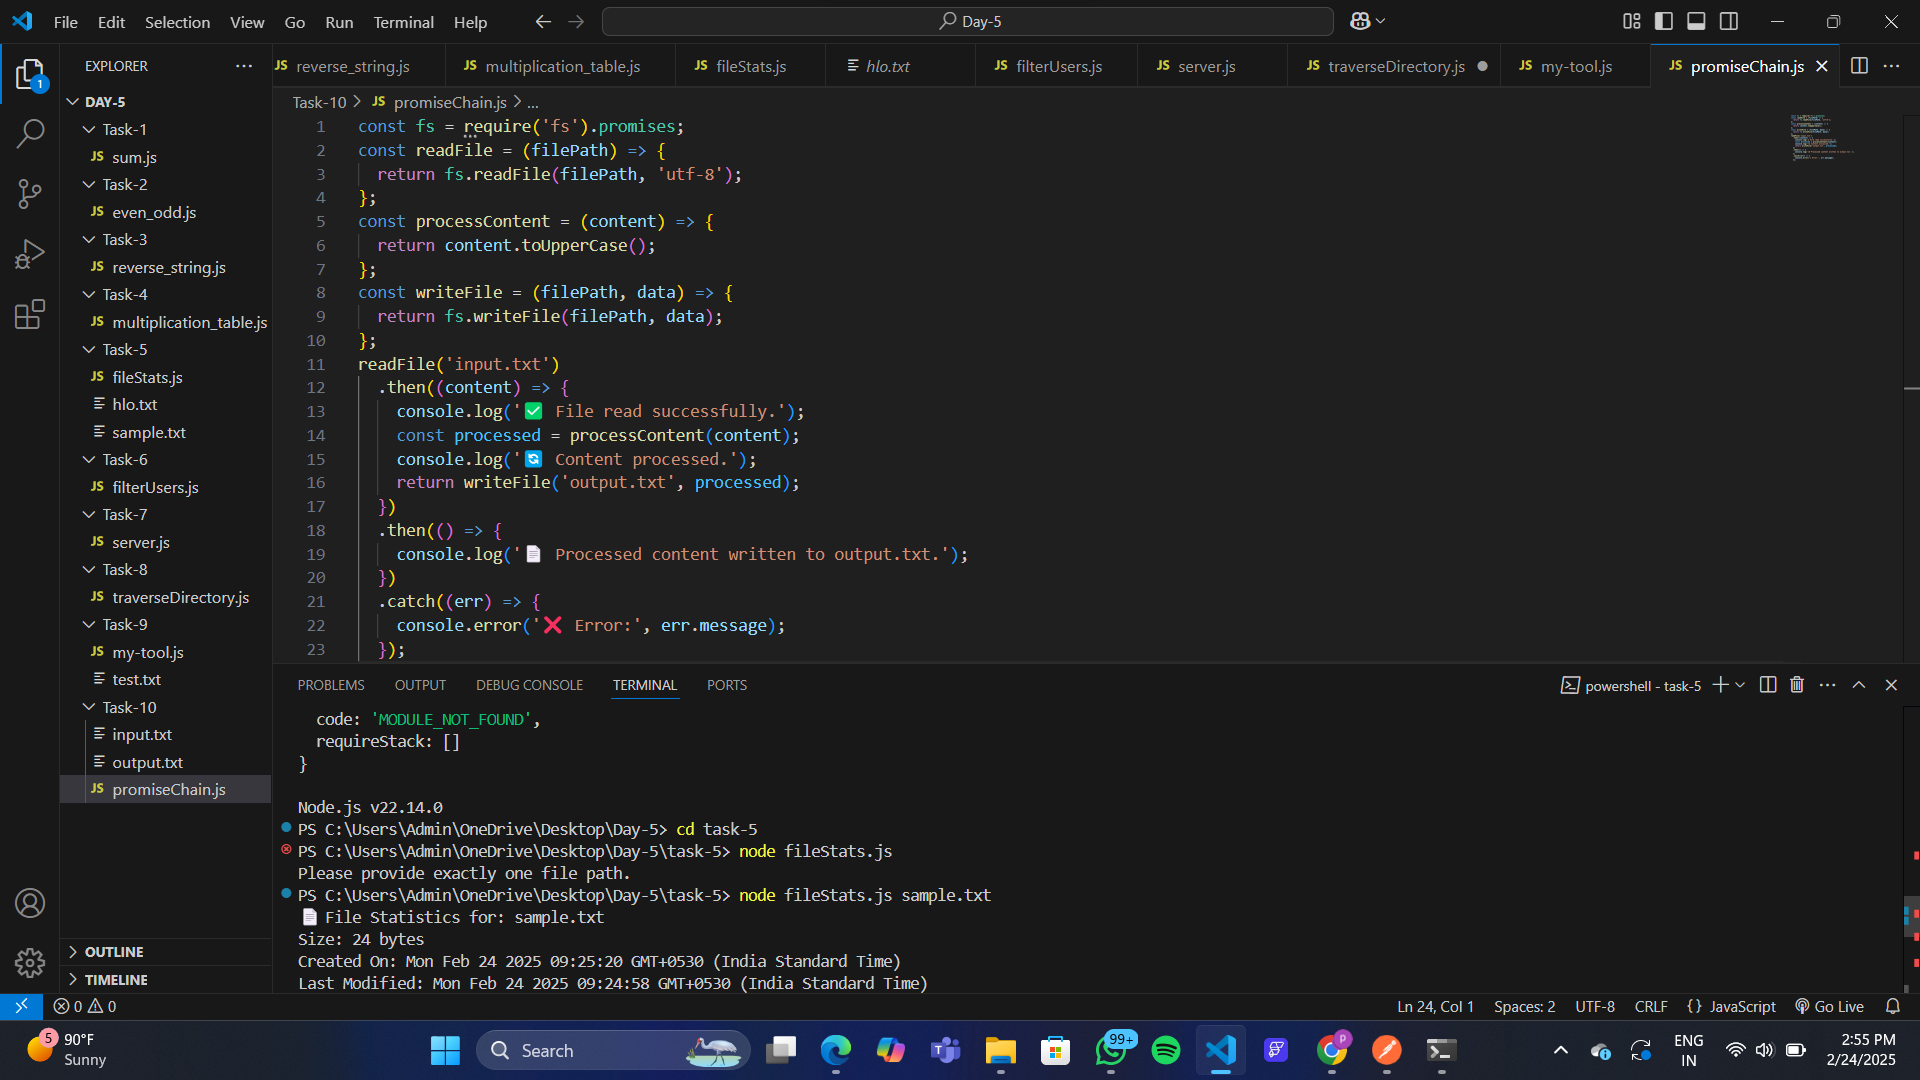 File Edit Selection View Go Run Terminal Help
Day-5
EXPLORER
DAY-5
Task-1
JS sum.js
Task-2
JS even_odd.js
Task-3
JS reverse_string.js
Task-4
JS multiplication_table.js
Task-5
JS fileStats.js
hlo.txt
sample.txt
Task-6
JS filterUsers.js
Task-7
JS server.js
Task-8
JS traverseDirectory.js
Task-9
JS my-tool.js
test.txt
Task-10
input.txt
output.txt
JS promiseChain.js
OUTLINE
TIMELINE
1
JS reverse_string.js JS multiplication_table.js JS fileStats.js hlo.txt JS filterUsers.js JS server.js JS traverseDirectory.js JS my-tool.js JS promiseChain.js
Task-10 > JS promiseChain.js > ...
1 const fs = require('fs').promises;
2 const readFile = (filePath) => {
3 return fs.readFile(filePath, 'utf-8');
4 };
5 const processContent = (content) => {
6 return content.toUpperCase();
7 };
8 const writeFile = (filePath, data) => {
9 return fs.writeFile(filePath, data);
10 };
11 readFile('input.txt')
12 .then((content) => {
13 console.log('✅ File read successfully.');
14 const processed = processContent(content);
15 console.log('🔄 Content processed.');
16 return writeFile('output.txt', processed);
17 })
18 .then(() => {
19 console.log('📄 Processed content written to output.txt.');
20 })
21 .catch((err) => {
22 console.error('❌ Error:', err.message);
23 });
PROBLEMS OUTPUT DEBUG CONSOLE TERMINAL PORTS
powershell - task-5
code: 'MODULE_NOT_FOUND',
requireStack: []
}
Node.js v22.14.0
PS C:\Users\Admin\OneDrive\Desktop\Day-5> cd task-5
PS C:\Users\Admin\OneDrive\Desktop\Day-5\task-5> node fileStats.js
Please provide exactly one file path.
PS C:\Users\Admin\OneDrive\Desktop\Day-5\task-5> node fileStats.js sample.txt
📄 File Statistics for: sample.txt
Size: 24 bytes
Created On: Mon Feb 24 2025 09:25:20 GMT+0530 (India Standard Time)
Last Modified: Mon Feb 24 2025 09:24:58 GMT+0530 (India Standard Time)
0 0
Ln 24, Col 1 Spaces: 2 UTF-8 CRLF {} JavaScript Go Live
5
90°F
Sunny
Search
99+
P
ENG
IN
2:55 PM
2/24/2025